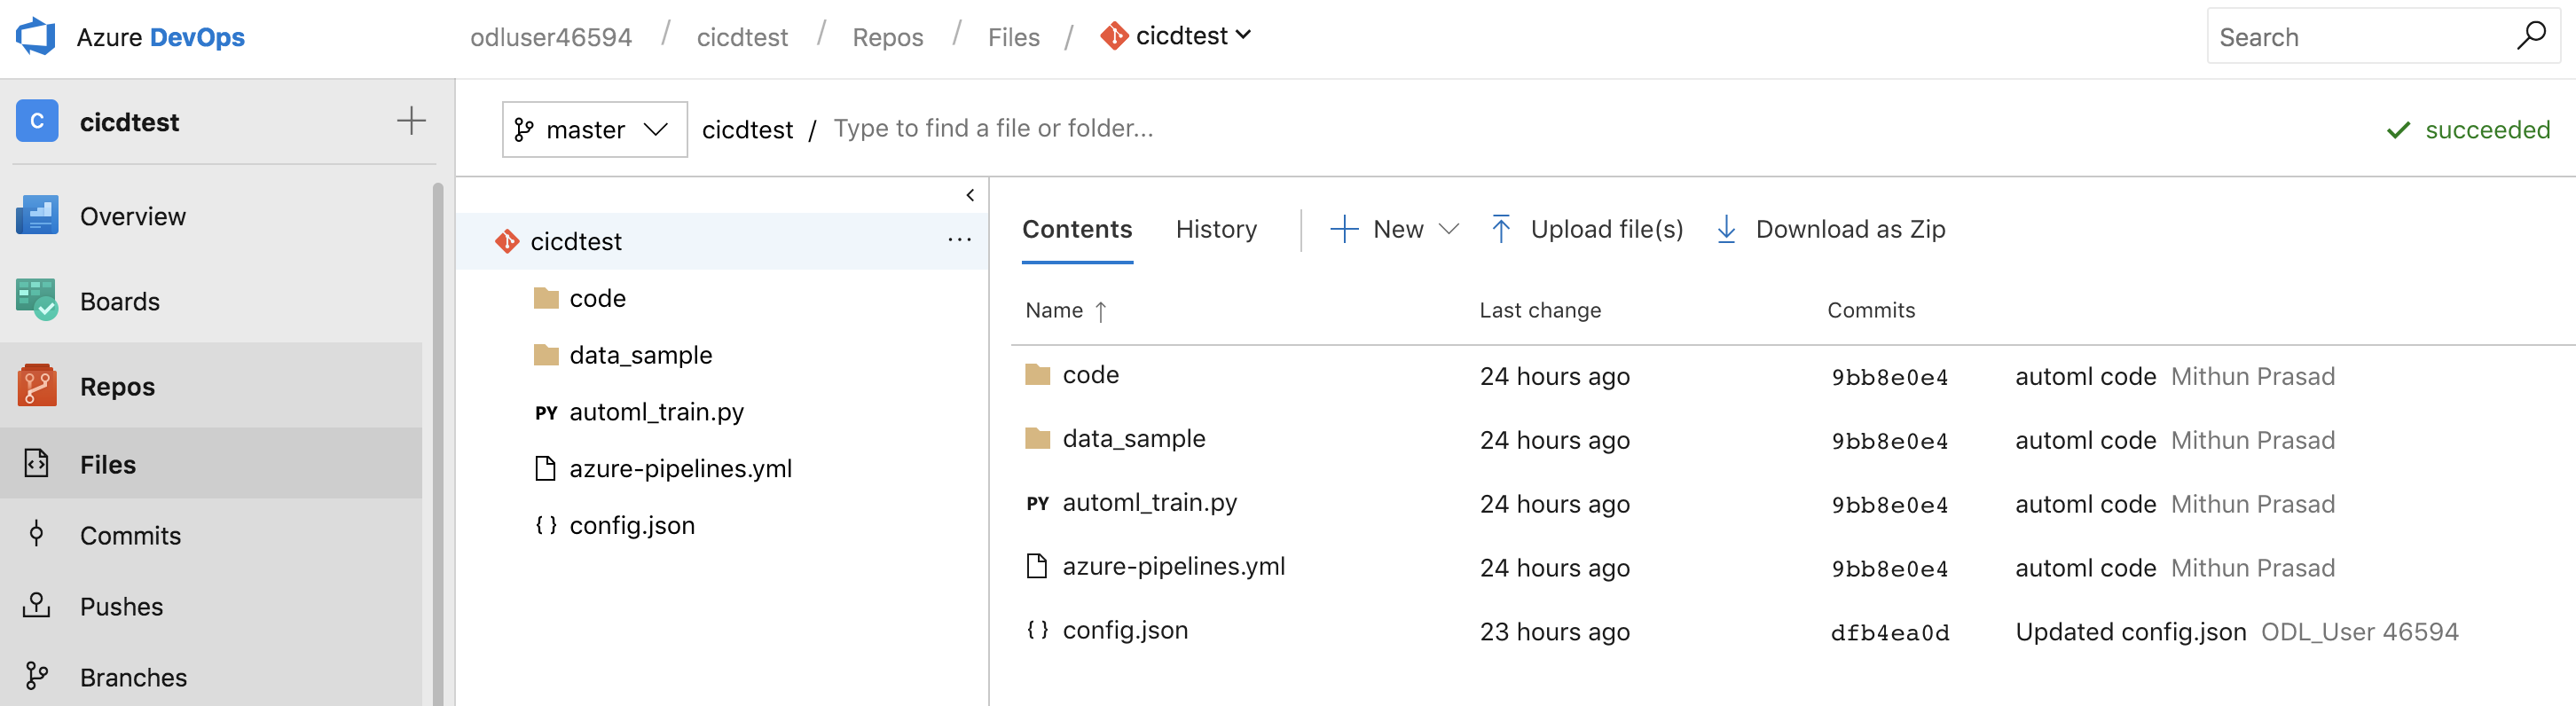 Azure DevOps
odluser46594 / cicdtest / Repos / Files / cicdtest
Search
C cicdtest
Overview
Boards
Repos
Files
Commits
Pushes
Branches
master
cicdtest / Type to find a file or folder...
succeeded
cicdtest ...
code
data_sample
PY automl_train.py
azure-pipelines.yml
{ } config.json
Contents History New Upload file(s) Download as Zip
Name ↑ Last change Commits
code 24 hours ago 9bb8e0e4 automl code Mithun Prasad
data_sample 24 hours ago 9bb8e0e4 automl code Mithun Prasad
PY automl_train.py 24 hours ago 9bb8e0e4 automl code Mithun Prasad
azure-pipelines.yml 24 hours ago 9bb8e0e4 automl code Mithun Prasad
{ } config.json 23 hours ago dfb4ea0d Updated config.json ODL_User 46594